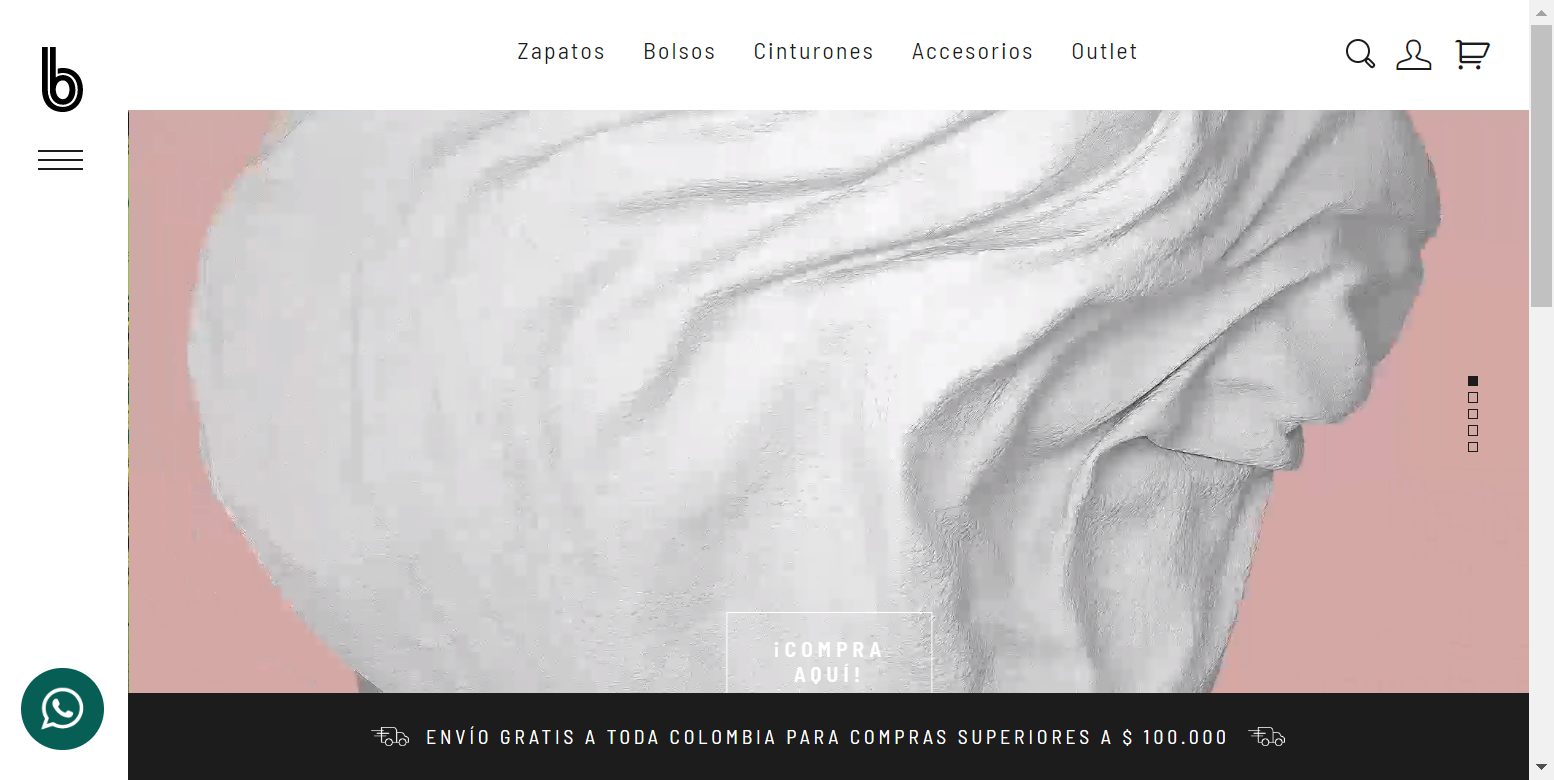 b
Zapatos Bolsos Cinturones Accesorios Outlet
¡COMPRA
AQUÍ!
ENVÍO GRATIS A TODA COLOMBIA PARA COMPRAS SUPERIORES A $ 100.000